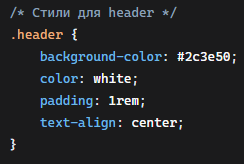 /* Стили для header */
.header {
    background-color: #2c3e50;
    color: white;
    padding: 1rem;
    text-align: center;
}